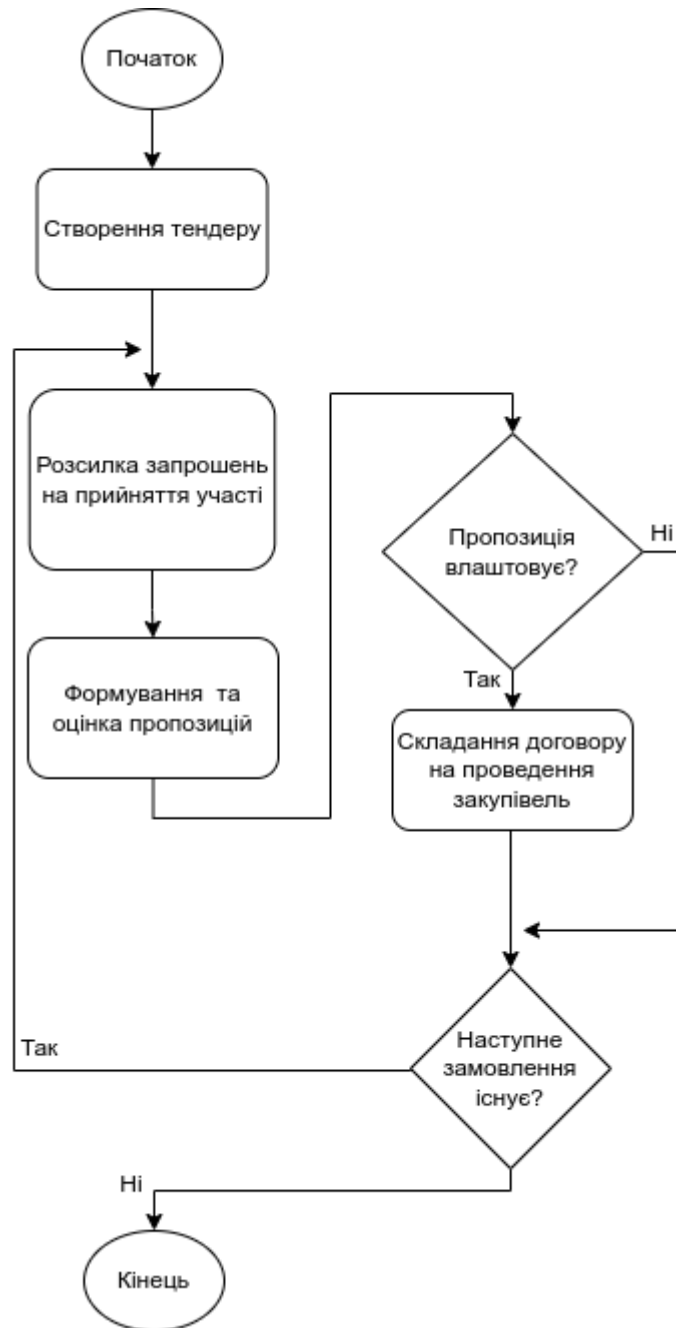 Початок
Створення тендеру
Розсилка запрошень
на прийняття участі
Формування та
оцінка пропозицій
Пропозиція
влаштовує?
Ні
Так
Складання договору
на проведення
закупівель
Наступне
замовлення
існує?
Так
Ні
Кінець